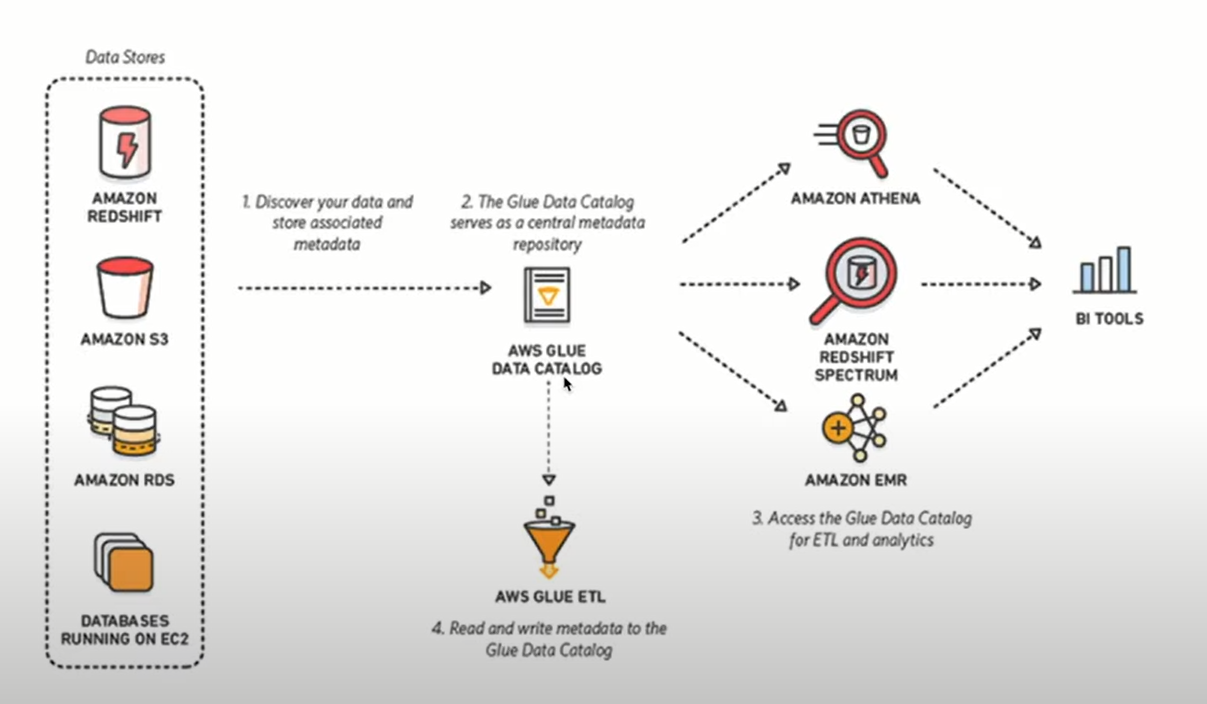 Data Stores
AMAZON
REDSHIFT
AMAZON S3
AMAZON RDS
DATABASES
RUNNING ON EC2
1. Discover your data and
store associated
metadata
2. The Glue Data Catalog
serves as a central metadata
repository
AWS GLUE
DATA CATALOG
AWS GLUE ETL
4. Read and write metadata to the
Glue Data Catalog
AMAZON ATHENA
AMAZON
REDSHIFT
SPECTRUM
AMAZON EMR
3. Access the Glue Data Catalog
for ETL and analytics
BI TOOLS